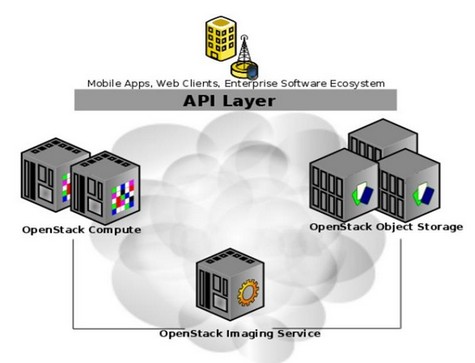 Mobile Apps, Web Clients, Enterprise Software Ecosystem
API Layer
OpenStack Compute
OpenStack Object Storage
OpenStack Imaging Service